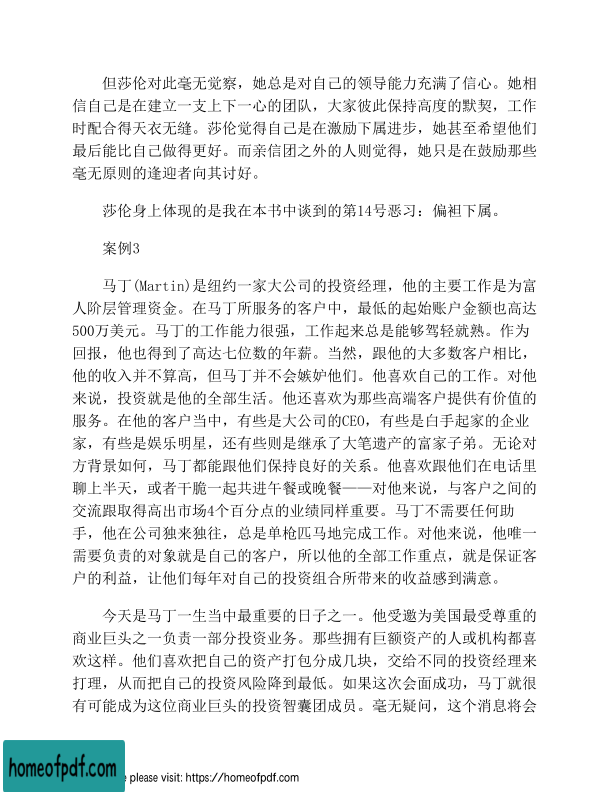 但莎伦对此毫无觉察，她总是对自己的领导能力充满了信心。她相
信自己是在建立一支上下一心的团队，大家彼此保持高度的默契，工作
时配合得天衣无缝。莎伦觉得自己是在激励下属进步，她甚至希望他们
最后能比自己做得更好。而亲信团之外的人则觉得，她只是在鼓励那些
毫无原则的逢迎者向其讨好。
莎伦身上体现的是我在本书中谈到的第14号恶习：偏袒下属。
案例3
马丁(Martin)是纽约一家大公司的投资经理，他的主要工作是为富
人阶层管理资金。在马丁所服务的客户中，最低的起始账户金额也高达
500万美元。马丁的工作能力很强，工作起来总是能够驾轻就熟。作为
回报，他也得到了高达七位数的年薪。当然，跟他的大多数客户相比，
他的收入并不算高，但马丁并不会嫉妒他们。他喜欢自己的工作。对他
来说，投资就是他的全部生活。他还喜欢为那些高端客户提供有价值的
服务。在他的客户当中，有些是大公司的CEO，有些是白手起家的企业
家，有些是娱乐明星，还有些则是继承了大笔遗产的富家子弟。无论对
方背景如何，马丁都能跟他们保持良好的关系。他喜欢跟他们在电话里
聊上半天，或者干脆一起共进午餐或晚餐——对他来说，与客户之间的
交流跟取得高出市场4个百分点的业绩同样重要。马丁不需要任何助
手，他在公司独来独往，总是单枪匹马地完成工作。对他来说，他唯一
需要负责的对象就是自己的客户，所以他的全部工作重点，就是保证客
户的利益，让他们每年对自己的投资组合所带来的收益感到满意。
今天是马丁一生当中最重要的日子之一。他受邀为美国最受尊重的
商业巨头之一负责一部分投资业务。那些拥有巨额资产的人或机构都喜
欢这样。他们喜欢把自己的资产打包分成几块，交给不同的投资经理来
打理，从而把自己的投资风险降到最低。如果这次会面成功，马丁就很
有可能成为这位商业巨头的投资智囊团成员。毫无疑问，这个消息将会
homeofpdf.com
please visit: https://homeofpdf.com